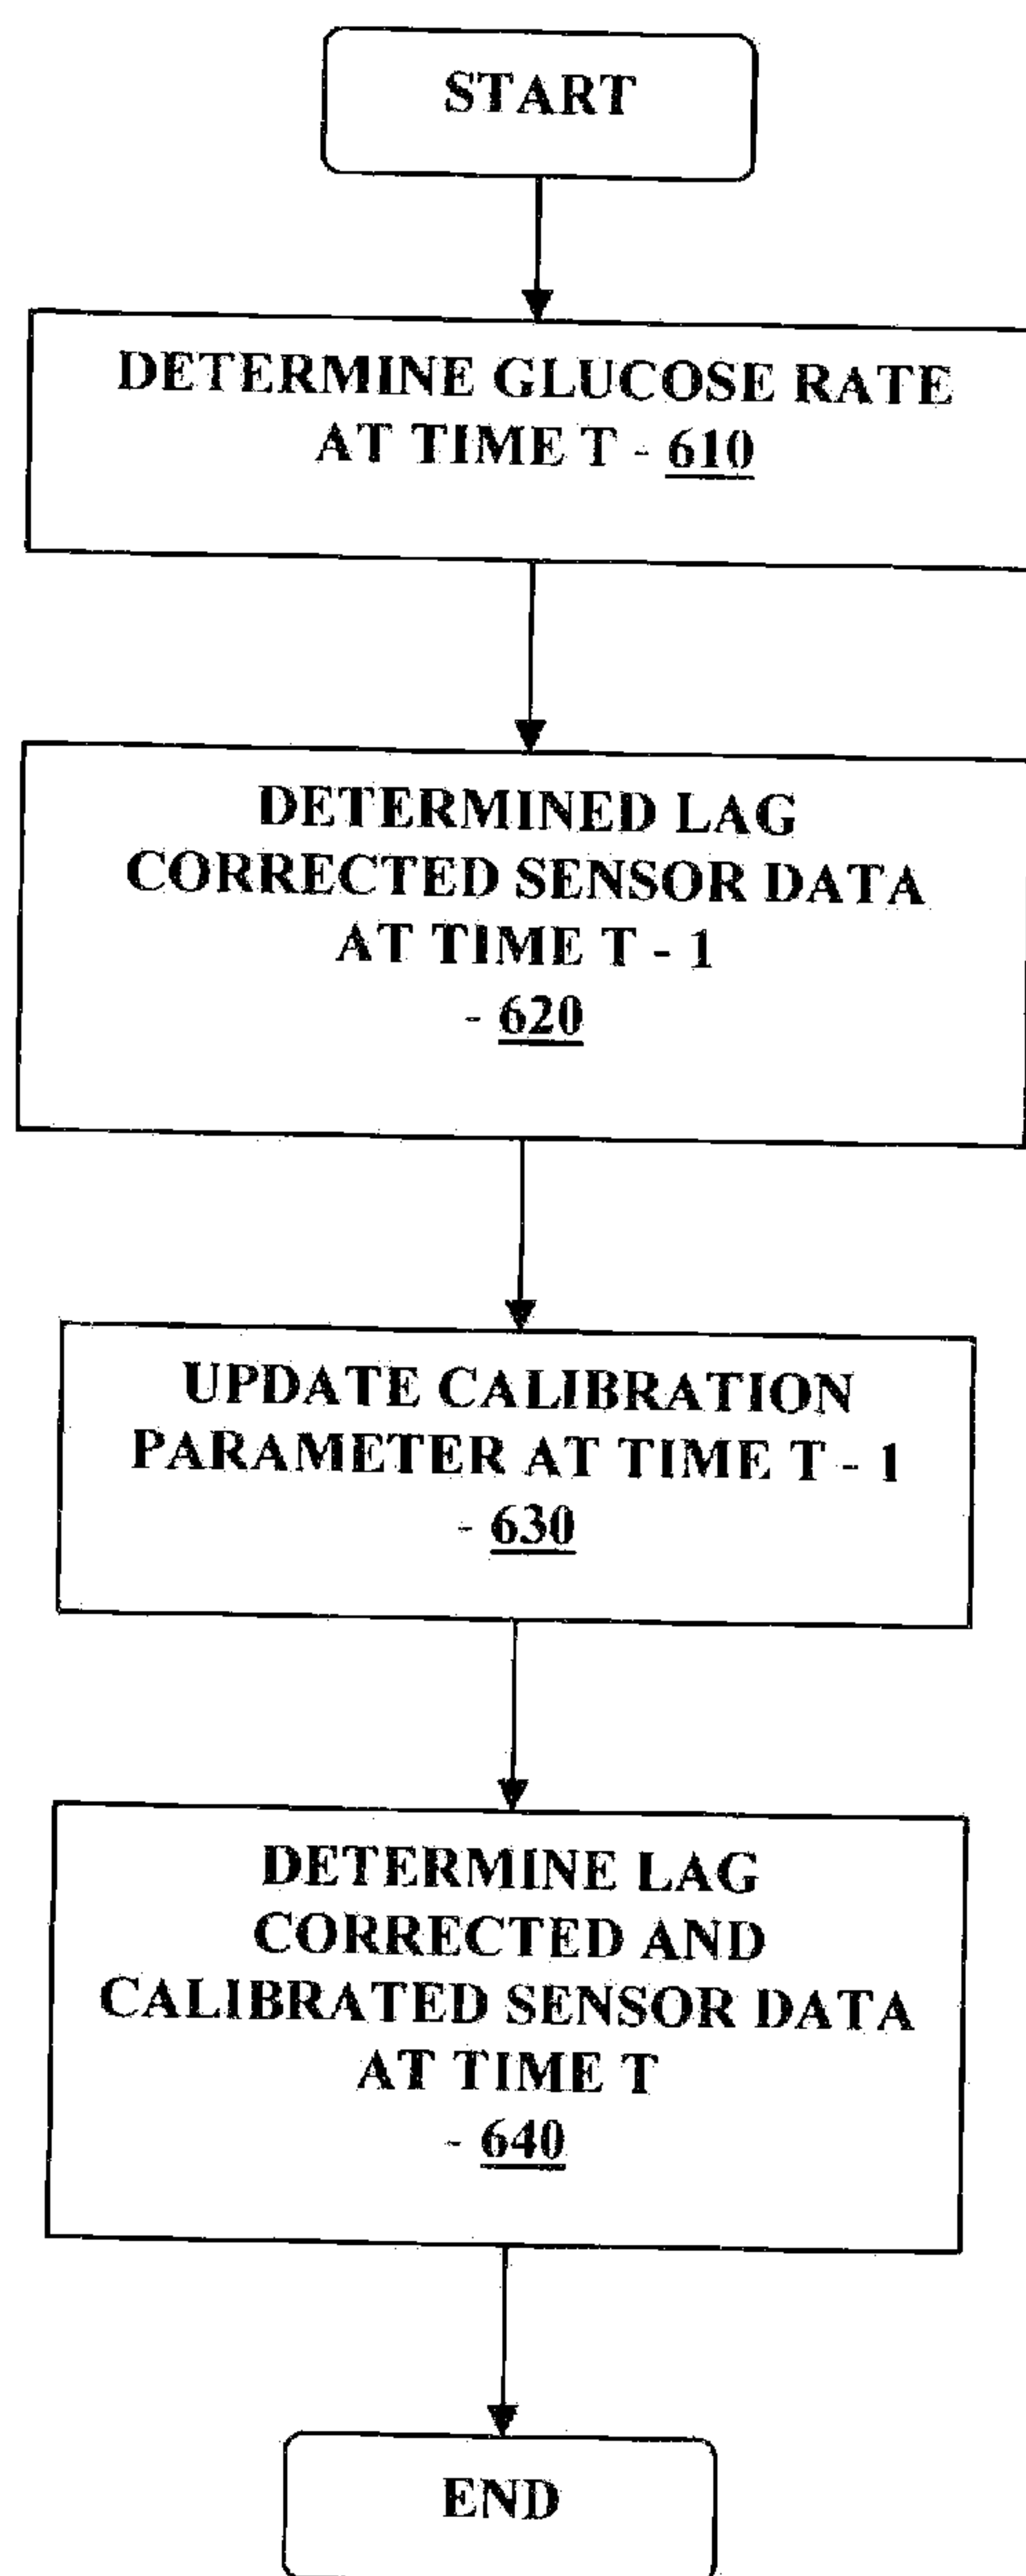 START
DETERMINE GLUCOSE RATE
AT TIME T - 610
DETERMINED LAG
CORRECTED SENSOR DATA
AT TIME T - 1
- 620
UPDATE CALIBRATION
PARAMETER AT TIME T - 1
- 630
DETERMINE LAG
CORRECTED AND
CALIBRATED SENSOR DATA
AT TIME T
- 640
END